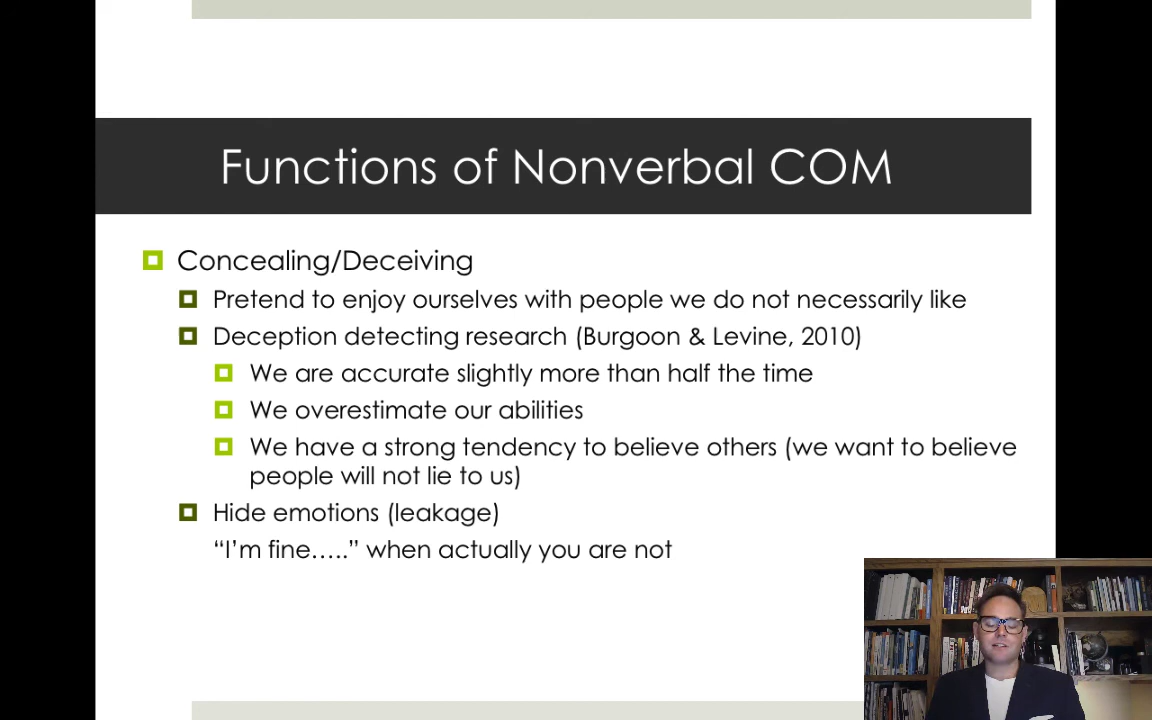 Functions of Nonverbal COM
Concealing/Deceiving
Pretend to enjoy ourselves with people we do not necessarily like
Deception detecting research (Burgoon & Levine, 2010)
We are accurate slightly more than half the time
We overestimate our abilities
We have a strong tendency to believe others (we want to believe
people will not lie to us)
Hide emotions (leakage)
“I’m fine…..” when actually you are not